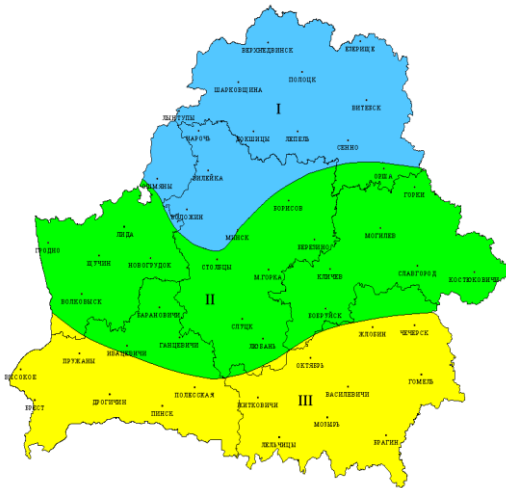 ВЕРХНЕДВИНСК
ЕЗЕРИЩЕ
ПОЛОЦК
ШАРКОВЩИНА
I
ВИТЕБСК
ЛЫНТУПЫ
НАРОЧЬ
ДОКШИЦЫ
ЛЕПЕЛЬ
СЕННО
ВИЛЕЙКА
ОРША
ОШМЯНЫ
ГОРКИ
ВОЛОЖИН
БОРИСОВ
ЛИДА
МИНСК
МОГИЛЕВ
ГРОДНО
БЕРЕЗИНО
ЩУЧИН
НОВОГРУДОК
СТОЛБЦЫ
М.ГОРКА
КЛИЧЕВ
СЛАВГОРОД
КОСТЮКОВИЧИ
ВОЛКОВЫСК
II
БАРАНОВИЧИ
БОБРУЙСК
СЛУЦК
ЖЛОБИН
ЧЕЧЕРСК
ГАНЦЕВИЧИ
ЛЮБАНЬ
ИВАЦЕВИЧИ
ПРУЖАНЫ
ОКТЯБРЬ
ВЫСОКОЕ
ГОМЕЛЬ
ПОЛЕССКАЯ
ВАСИЛЕВИЧИ
ДРОГИЧИН
III
БРЕСТ
ЖИТКОВИЧИ
ПИНСК
МОЗЫРЬ
ЛЕЛЬЧИЦЫ
БРАГИН